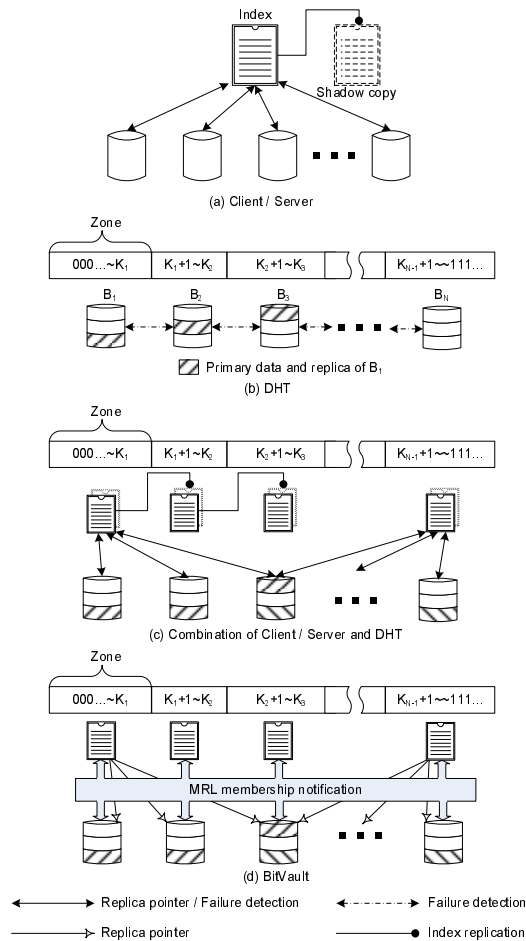 Index
Shadow copy
(a) Client / Server
Zone
000...~K1 K1+1~K2 K2+1~K3 KN-1+1~~111...
B1 B2 B3 BN
Primary data and replica of B1
(b) DHT
Zone
000...~K1 K1+1~K2 K2+1~K3 KN-1+1~~111...
(c) Combination of Client / Server and DHT
Zone
000...~K1 K1+1~K2 K2+1~K3 KN-1+1~~111...
MRL membership notification
(d) BitVault
Replica pointer / Failure detection Failure detection
Replica pointer Index replication